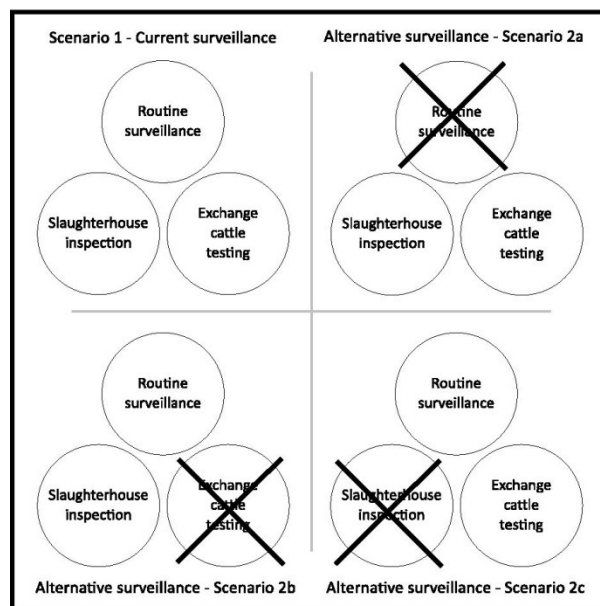 Scenario 1 - Current surveillance
Alternative surveillance - Scenario 2a
Routine
surveillance
Routine
surveillance
Slaughterhouse
inspection
Exchange
cattle
testing
Slaughterhouse
inspection
Exchange
cattle
testing
Routine
surveillance
Routine
surveillance
Slaughterhouse
inspection
Exchange
cattle
testing
Slaughterhouse
inspection
Exchange
cattle
testing
Alternative surveillance - Scenario 2b
Alternative surveillance - Scenario 2c